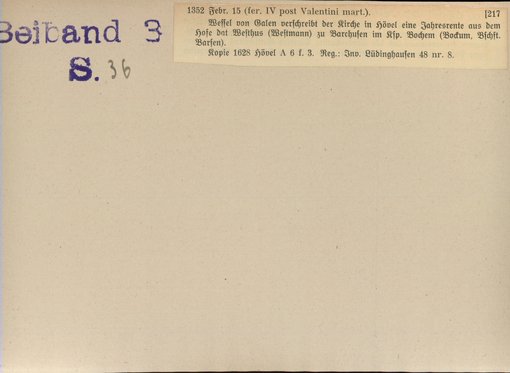 Beiband 3
S. 36
1352 Febr. 15 (fer. IV post Valentini mart.). [217
Wessel von Galen verschreibt der Kirche in Hövel eine Jahresrente aus dem
Hofe dat Westhus (Westmann) zu Barchusen im Ksp. Bochem (Bockum, Bschft.
Barsen).
Kopie 1628 Hövel A 6 f. 3. Reg.: Inv. Lüdinghausen 48 nr. 8.